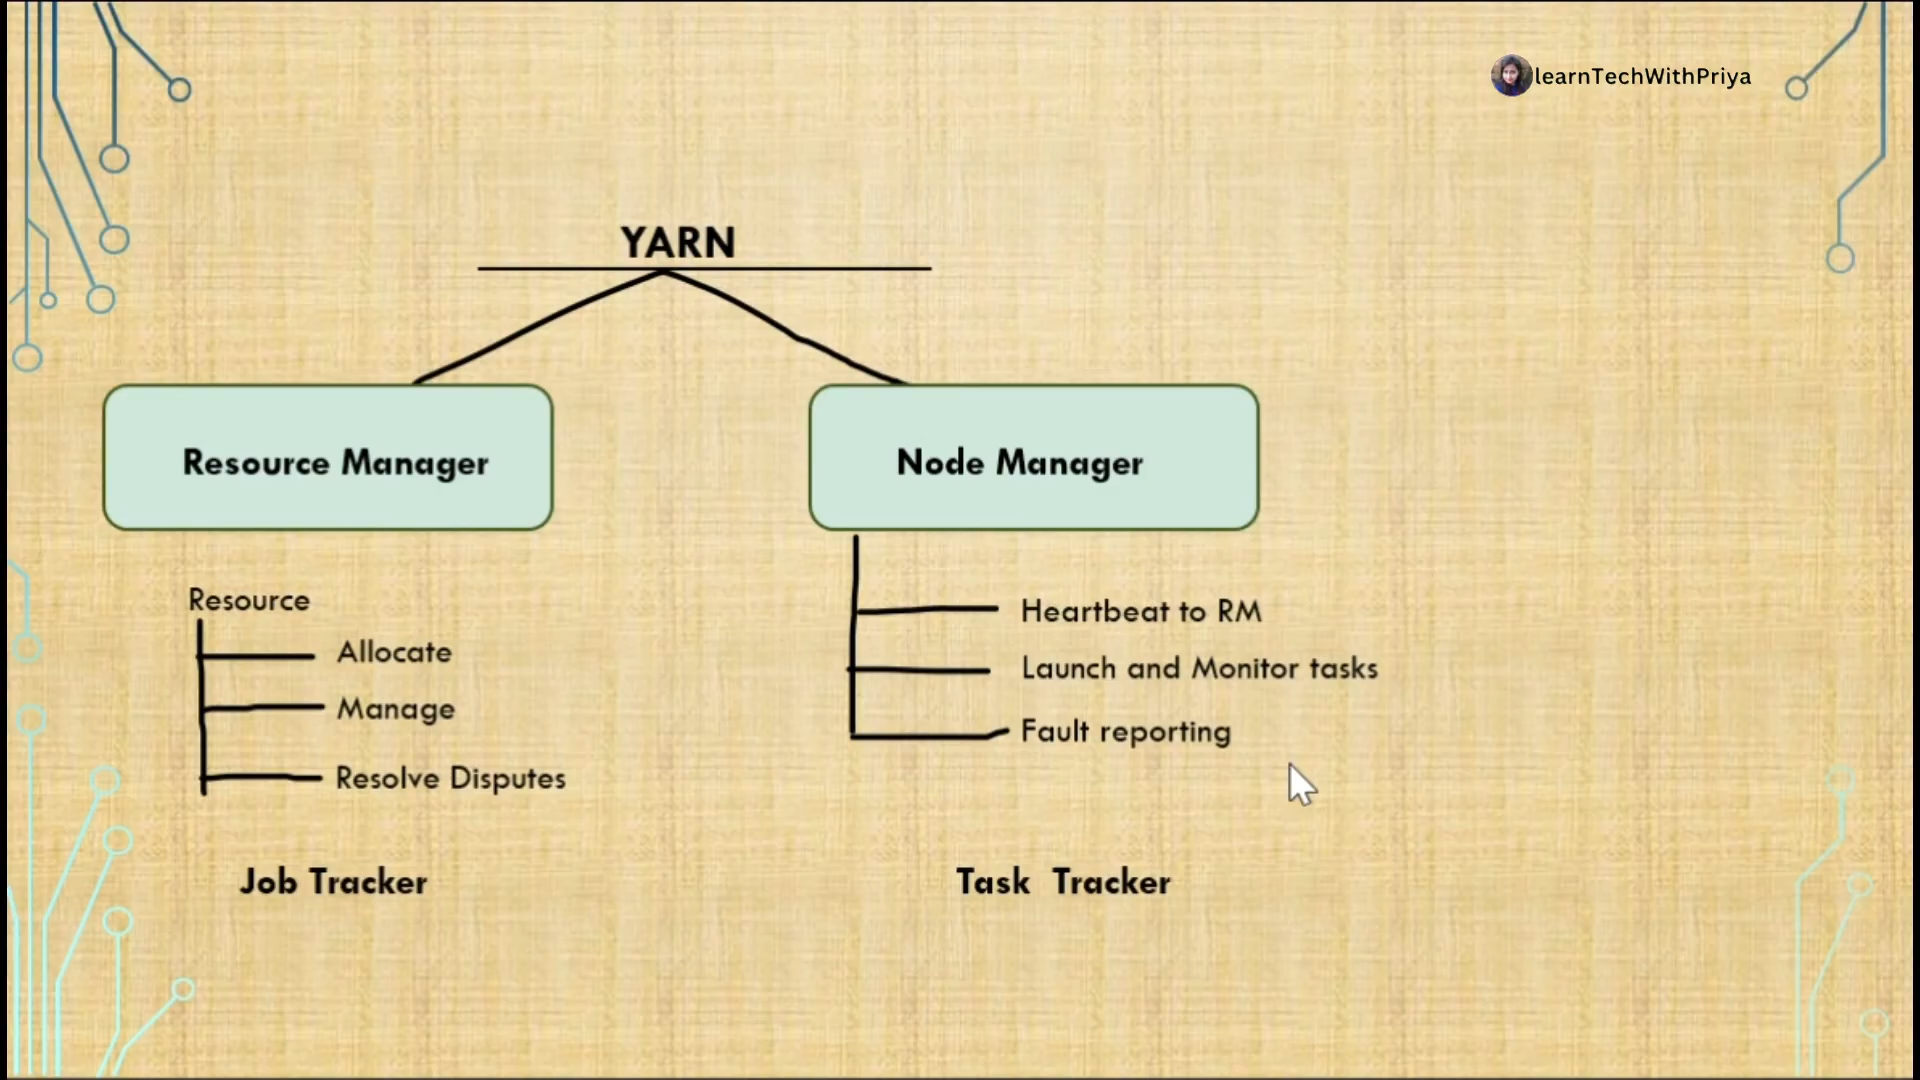 learnTechWithPriya
YARN
Resource Manager
Node Manager
Resource
Allocate
Manage
Resolve Disputes
Heartbeat to RM
Launch and Monitor tasks
Fault reporting
Job Tracker
Task Tracker